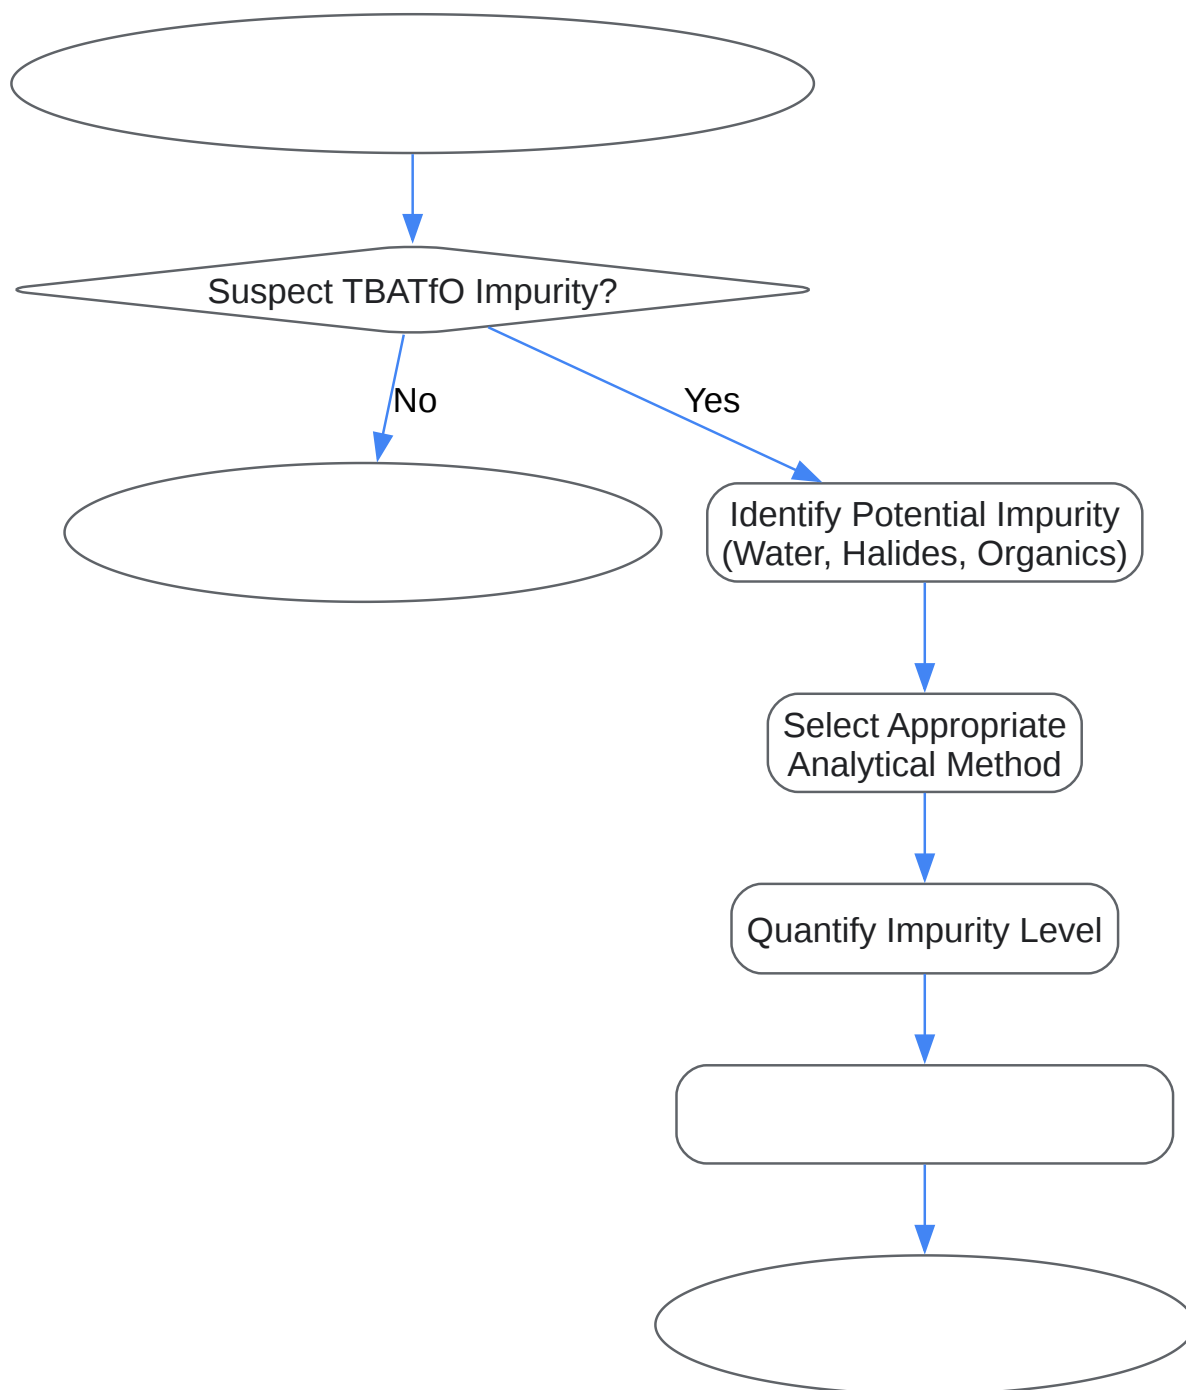 Suspect TBATfO Impurity?
No
Yes
Identify Potential Impurity
(Water, Halides, Organics)
Select Appropriate
Analytical Method
Quantify Impurity Level